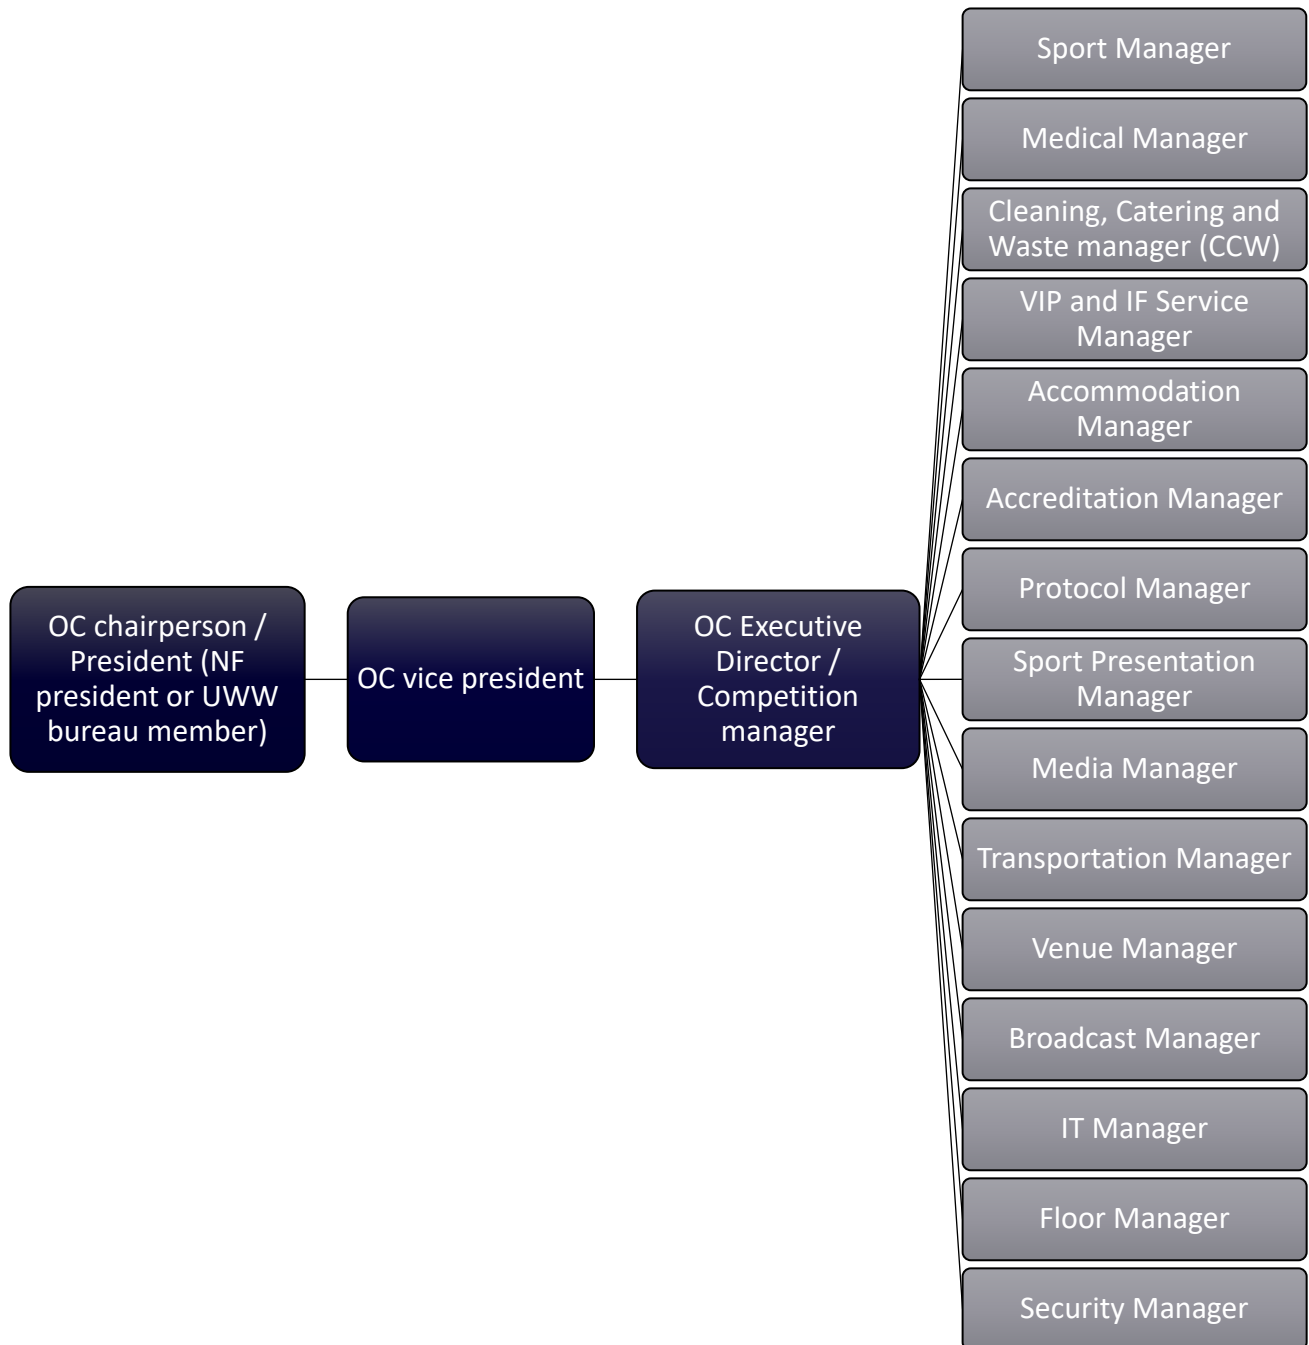 OC chairperson /
President (NF
president or UWW
bureau member)
OC vice president
OC Executive
Director /
Competition
manager
Sport Manager
Medical Manager
Cleaning, Catering and
Waste manager (CCW)
VIP and IF Service
Manager
Accommodation
Manager
Accreditation Manager
Protocol Manager
Sport Presentation
Manager
Media Manager
Transportation Manager
Venue Manager
Broadcast Manager
IT Manager
Floor Manager
Security Manager